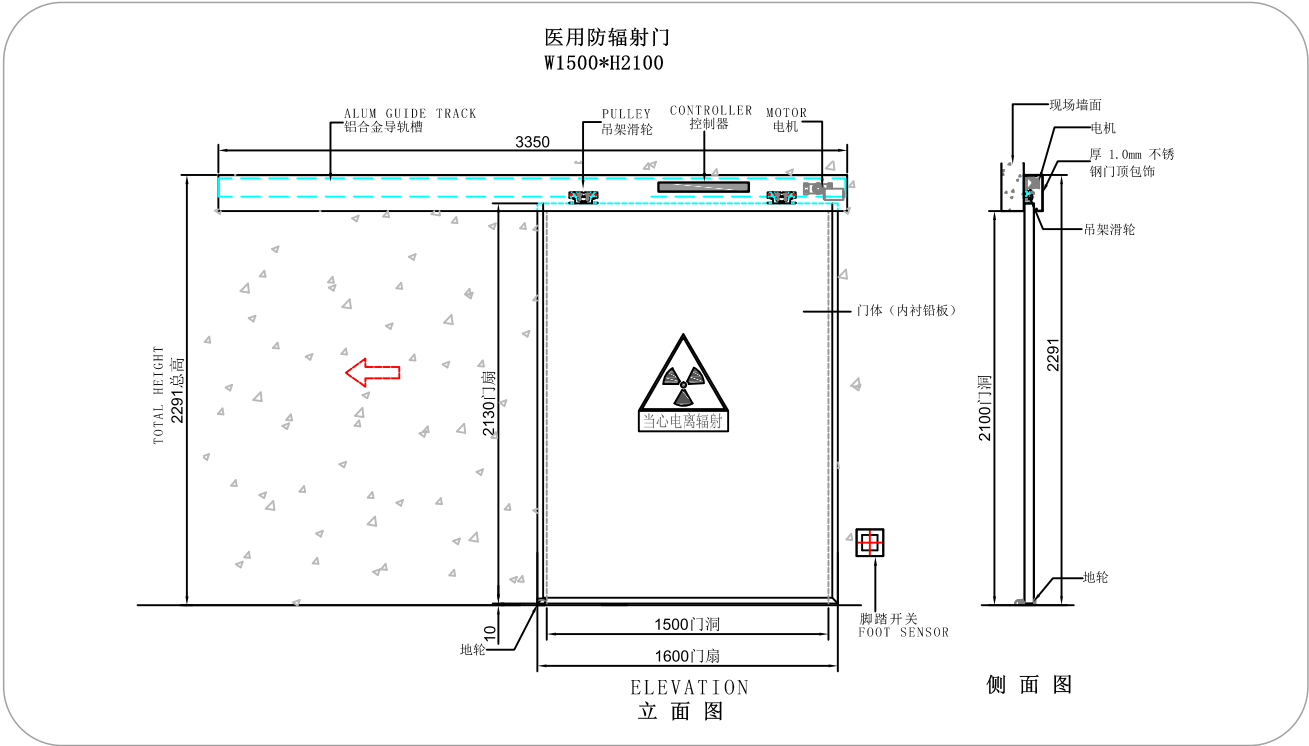 医用防辐射门
W1500*H2100
ALUM GUIDE TRACK
铝合金导轨槽
PULLEY
吊架滑轮
CONTROLLER
控制器
MOTOR
电机
3350
现场墙面
电机
厚 1.0mm 不锈
钢门顶包饰
吊架滑轮
门体（内衬铅板）
TOTAL HEIGHT
2291总高
2130门扇
当心电离辐射
2100门洞
2291
地轮
10
地轮
1500门洞
1600门扇
脚踏开关
FOOT SENSOR
ELEVATION
立面图
侧面图